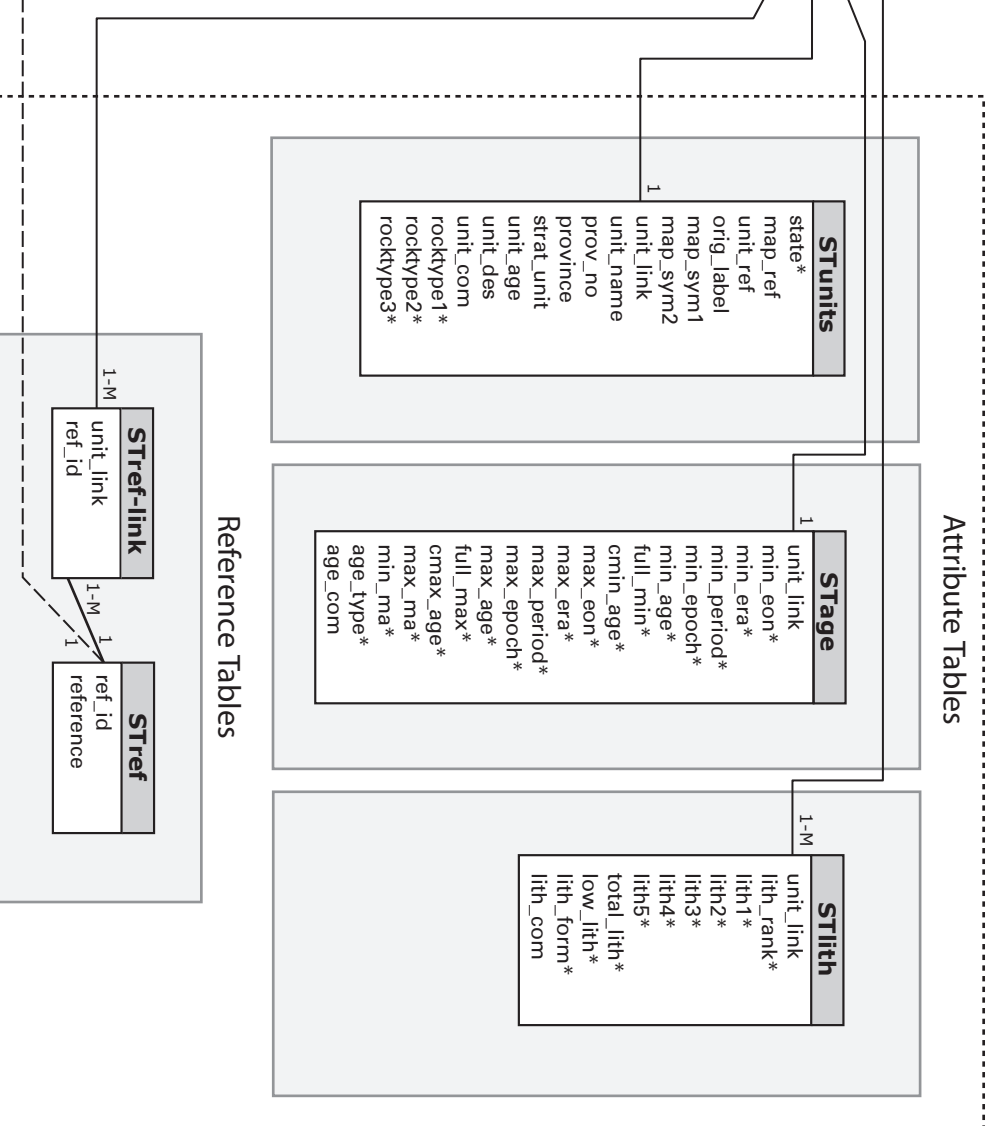 Attribute Tables
1
STunits
state*
map_ref
unit_ref
orig_label
map_sym1
map_sym2
unit_link
unit_name
prov_no
province
strat_unit
unit_age
unit_des
unit_com
rocktype1*
rocktype2*
rocktype3*
1
STage
unit_link
min_eon*
min_era*
min_period*
min_epoch*
min_age*
full_min*
cmin_age*
max_eon*
max_era*
max_period*
max_epoch*
max_age*
full_max*
cmax_age*
max_ma*
min_ma*
age_type*
age_com
1-M
STlith
unit_link
lith_rank*
lith1*
lith2*
lith3*
lith4*
lith5*
total_lith*
low_lith*
lith_form*
lith_com
Reference Tables
1-M
STref-link
unit_link
ref_id
1-M
1
1
STref
ref_id
reference